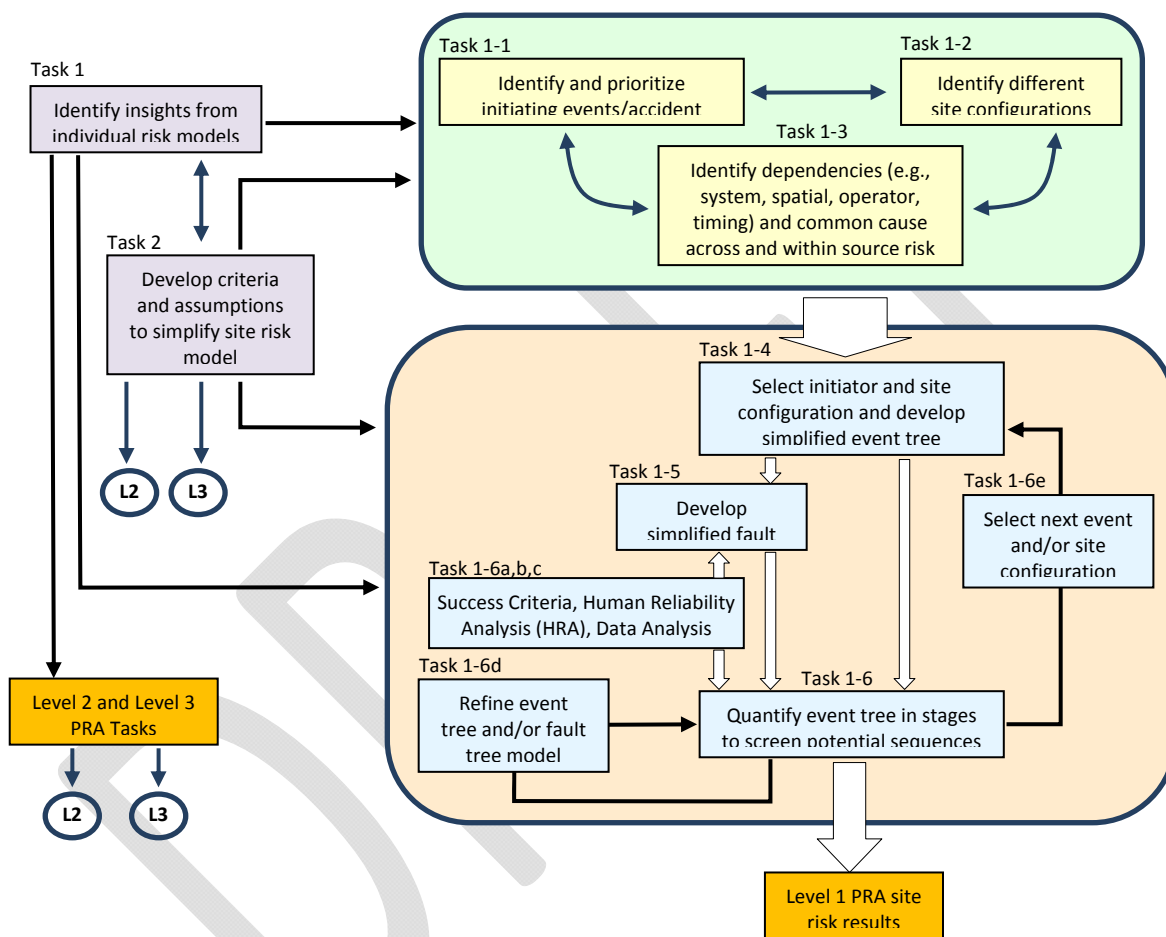 Task 1
Identify insights from
individual risk models
Task 1-1
Identify and prioritize
initiating events/accident
Task 1-2
Identify different
site configurations
Task 1-3
Identify dependencies (e.g.,
system, spatial, operator,
timing) and common cause
across and within source risk
Task 2
Develop criteria
and assumptions
to simplify site risk
model
L2
L3
Task 1-4
Select initiator and site
configuration and develop
simplified event tree
Task 1-5
Develop
simplified fault
Task 1-6e
Select next event
and/or site
configuration
Task 1-6a,b,c
Success Criteria, Human Reliability
Analysis (HRA), Data Analysis
Task 1-6d
Refine event
tree and/or fault
tree model
Task 1-6
Quantify event tree in stages
to screen potential sequences
Level 2 and Level 3
PRA Tasks
L2
L3
Level 1 PRA site
risk results